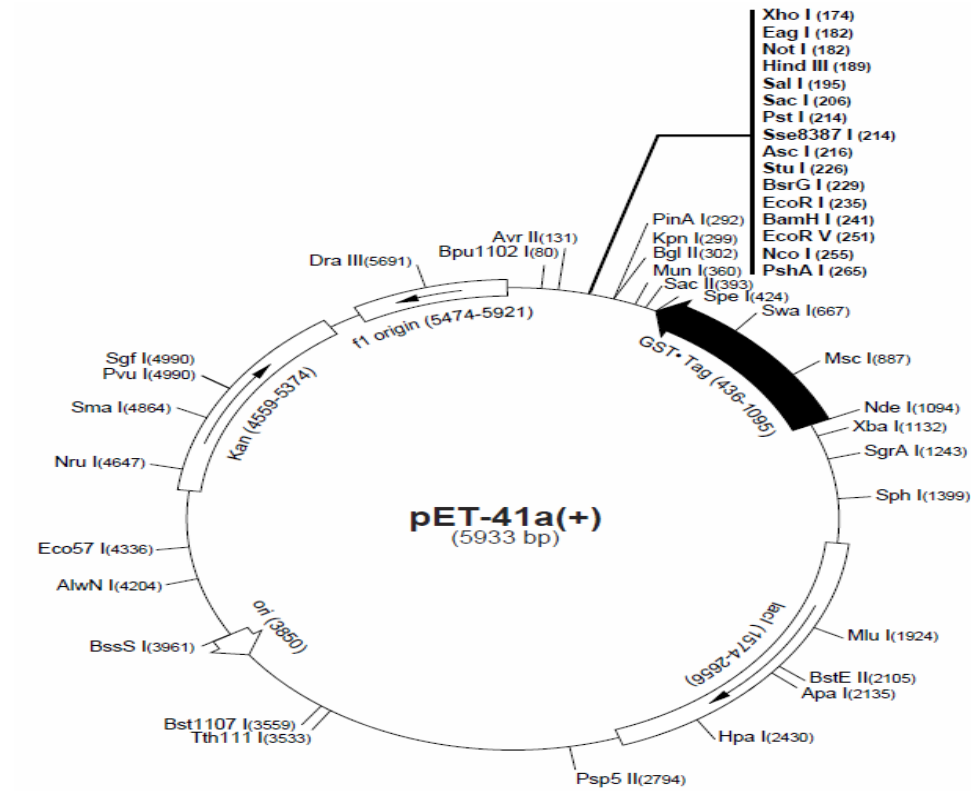 Xho I (174)
Eag I (182)
Not I (182)
Hind III (189)
Sal I (195)
Sac I (206)
Pst I (214)
Sse8387 I (214)
Asc I (216)
Stu I (226)
BsrG I (229)
EcoR I (235)
BamH I (241)
EcoR V (251)
Nco I (255)
PshA I (265)
PinA I(292)
Kpn I(299)
Bgl II(302)
Mun I(360)
Sac II(393)
Spe I(424)
Swa I(667)
Msc I(887)
Nde I(1094)
Xba I(1132)
SgrA I(1243)
Sph I(1399)
Mlu I(1924)
BstE II(2105)
Apa I(2135)
Hpa I(2430)
Psp5 II(2794)
Tth111 I(3533)
Bst1107 I(3559)
BssS I(3961)
AlwN I(4204)
Eco57 I(4336)
Nru I(4647)
Sma I(4864)
Pvu I(4990)
Sgf I(4990)
Dra III(5691)
Bpu1102 I(80)
Avr II(131)
f1 origin (5474-5921)
Kan (4559-5374)
GST•Tag (436-1095)
lacI (1574-2656)
ori (3850)
pET-41a(+)
(5933 bp)